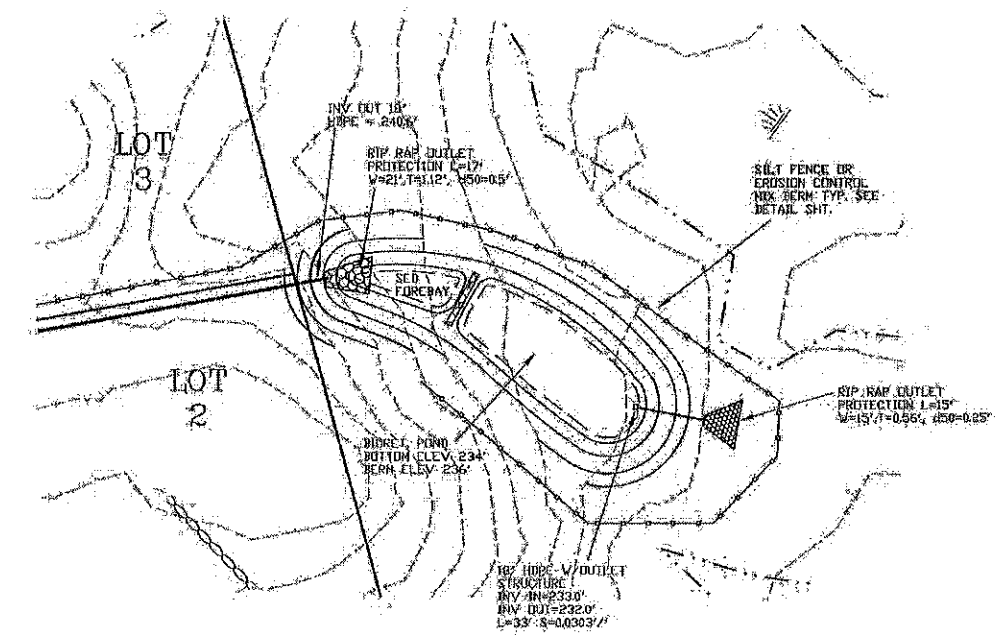 INV OUT 18"
HDPE = 240.6'
RIP RAP OUTLET
PROTECTION L=17'
W=21', T=1.12', d50=0.5'
LOT
3
SILT FENCE OR
EROSION CONTROL
MIX BERM TYP. SEE
DETAIL SHT.
SED
FOREBAY
LOT
2
RIP RAP OUTLET
PROTECTION L=15'
W=15', T=0.56', d50=0.25'
POND
BOTTOM ELEV 234'
BERM ELEV 236'
HDPE W/OUTLET
STRUCTURE
INV IN=233.0'
INV OUT=232.0'
L=33' S=0.0303'/'